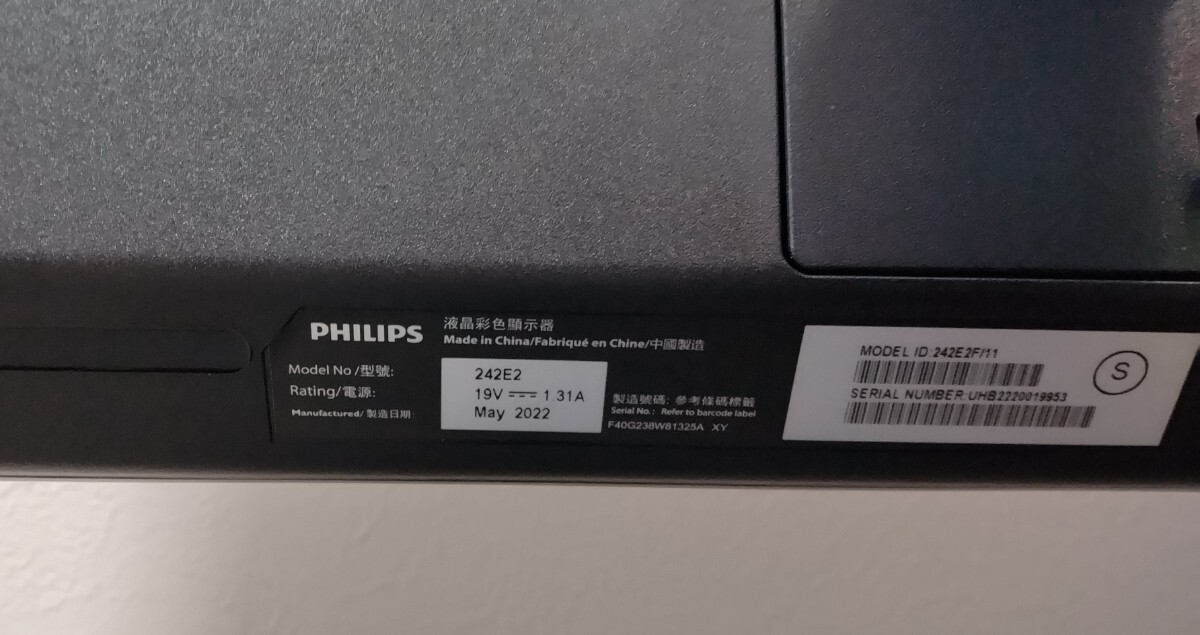 PHILIPS
液晶彩色顯示器
Made in China/Fabriqué en Chine/中國製造
Model No /型號:
242E2
Rating/電源:
19V ⎓ 1.31A
Manufactured/ 製造日期:
May 2022
製造號碼: 參考條碼標籤
Serial No.: Refer to barcode label
F40G238W81325A XY
MODEL ID:242E2F/11
SERIAL NUMBER:UHB2220019953
S